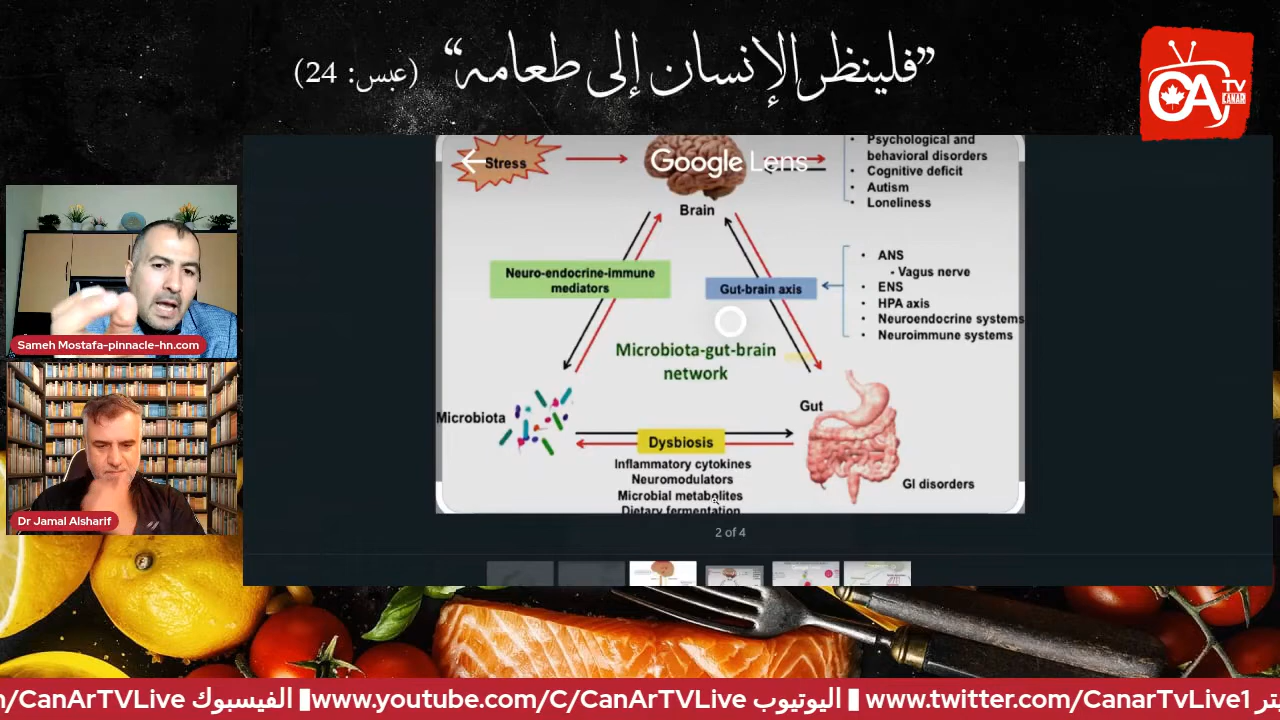 ”فلينظر الإنسان إلى طعامه“ (عبس: 24)
CA TV CANAR
Stress
Google Lens
Brain
Psychological and
behavioral disorders
Cognitive deficit
Autism
Loneliness
Neuro-endocrine-immune
mediators
Gut-brain axis
ANS
- Vagus nerve
ENS
HPA axis
Neuroendocrine systems
Neuroimmune systems
Microbiota-gut-brain
network
Microbiota
Gut
Dysbiosis
Inflammatory cytokines
Neuromodulators
Microbial metabolites
Dietary fermentation
GI disorders
2 of 4
Sameh Mostafa-pinnacle-hn.com
Dr Jamal Alsharif
/CanArTVLive الفيسبوك www.youtube.com/C/CanArTVLive اليوتيوب www.twitter.com/CanarTvLive1